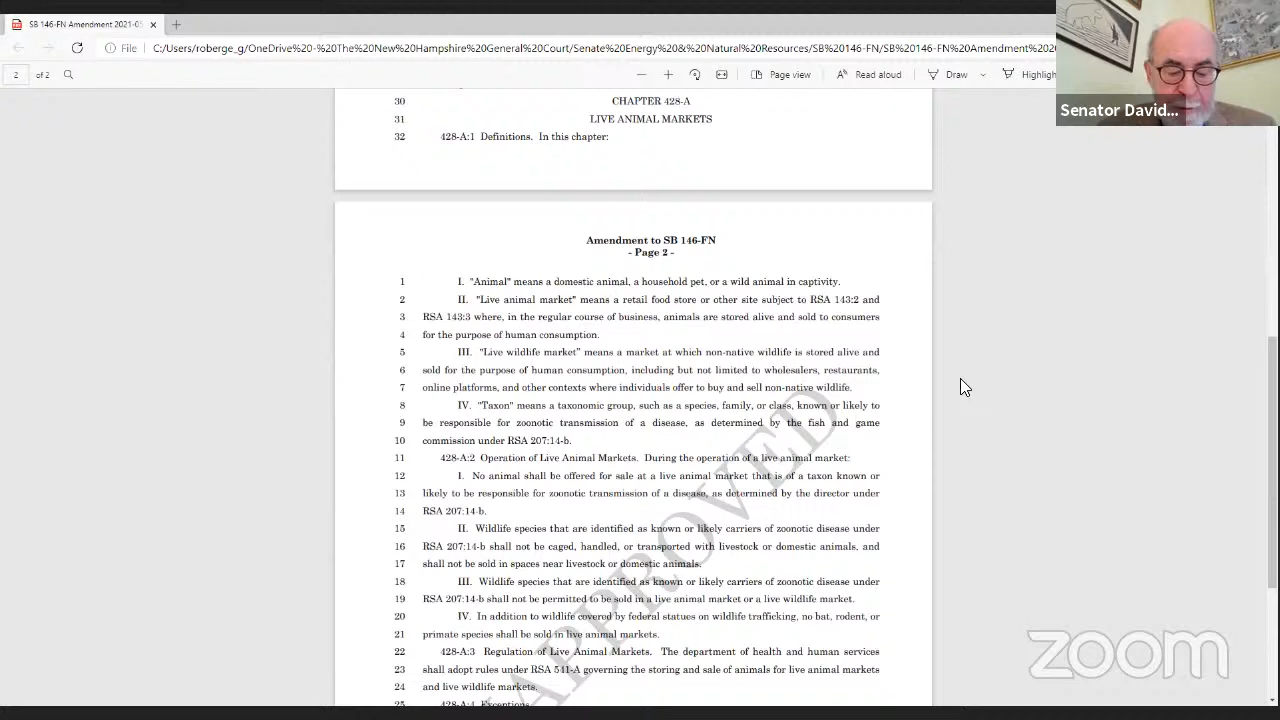 SB 146-FN Amendment 2021-05
File
C:/Users/roberge_g/OneDrive%20-%20The%20New%20Hampshire%20General%20Court/Senate%20Energy%20&%20Natural%20Resources/SB%20146-FN/SB%20146-FN%20Amendment%202021-05
2 of 2
Page view
Read aloud
Draw
Highligh
Senator David...
30 CHAPTER 428-A
31 LIVE ANIMAL MARKETS
32 428-A:1 Definitions. In this chapter:
Amendment to SB 146-FN
- Page 2 -
1 I. "Animal" means a domestic animal, a household pet, or a wild animal in captivity.
2 II. "Live animal market" means a retail food store or other site subject to RSA 143:2 and
3 RSA 143:3 where, in the regular course of business, animals are stored alive and sold to consumers
4 for the purpose of human consumption.
5 III. "Live wildlife market" means a market at which non-native wildlife is stored alive and
6 sold for the purpose of human consumption, including but not limited to wholesalers, restaurants,
7 online platforms, and other contexts where individuals offer to buy and sell non-native wildlife.
8 IV. "Taxon" means a taxonomic group, such as a species, family, or class, known or likely to
9 be responsible for zoonotic transmission of a disease, as determined by the fish and game
10 commission under RSA 207:14-b.
11 428-A:2 Operation of Live Animal Markets. During the operation of a live animal market:
12 I. No animal shall be offered for sale at a live animal market that is of a taxon known or
13 likely to be responsible for zoonotic transmission of a disease, as determined by the director under
14 RSA 207:14-b.
15 II. Wildlife species that are identified as known or likely carriers of zoonotic disease under
16 RSA 207:14-b shall not be caged, handled, or transported with livestock or domestic animals, and
17 shall not be sold in spaces near livestock or domestic animals.
18 III. Wildlife species that are identified as known or likely carriers of zoonotic disease under
19 RSA 207:14-b shall not be permitted to be sold in a live animal market or a live wildlife market.
20 IV. In addition to wildlife covered by federal statues on wildlife trafficking, no bat, rodent, or
21 primate species shall be sold in live animal markets.
22 428-A:3 Regulation of Live Animal Markets. The department of health and human services
23 shall adopt rules under RSA 541-A governing the storing and sale of animals for live animal markets
24 and live wildlife markets.
25 428-A:4 Exceptions.
APPROVED
zoom